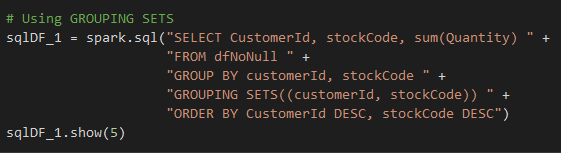 # Using GROUPING SETS
sqlDF_1 = spark.sql("SELECT CustomerId, stockCode, sum(Quantity) " +
"FROM dfNoNull " +
"GROUP BY customerId, stockCode " +
"GROUPING SETS((customerId, stockCode)) " +
"ORDER BY CustomerId DESC, stockCode DESC")
sqlDF_1.show(5)